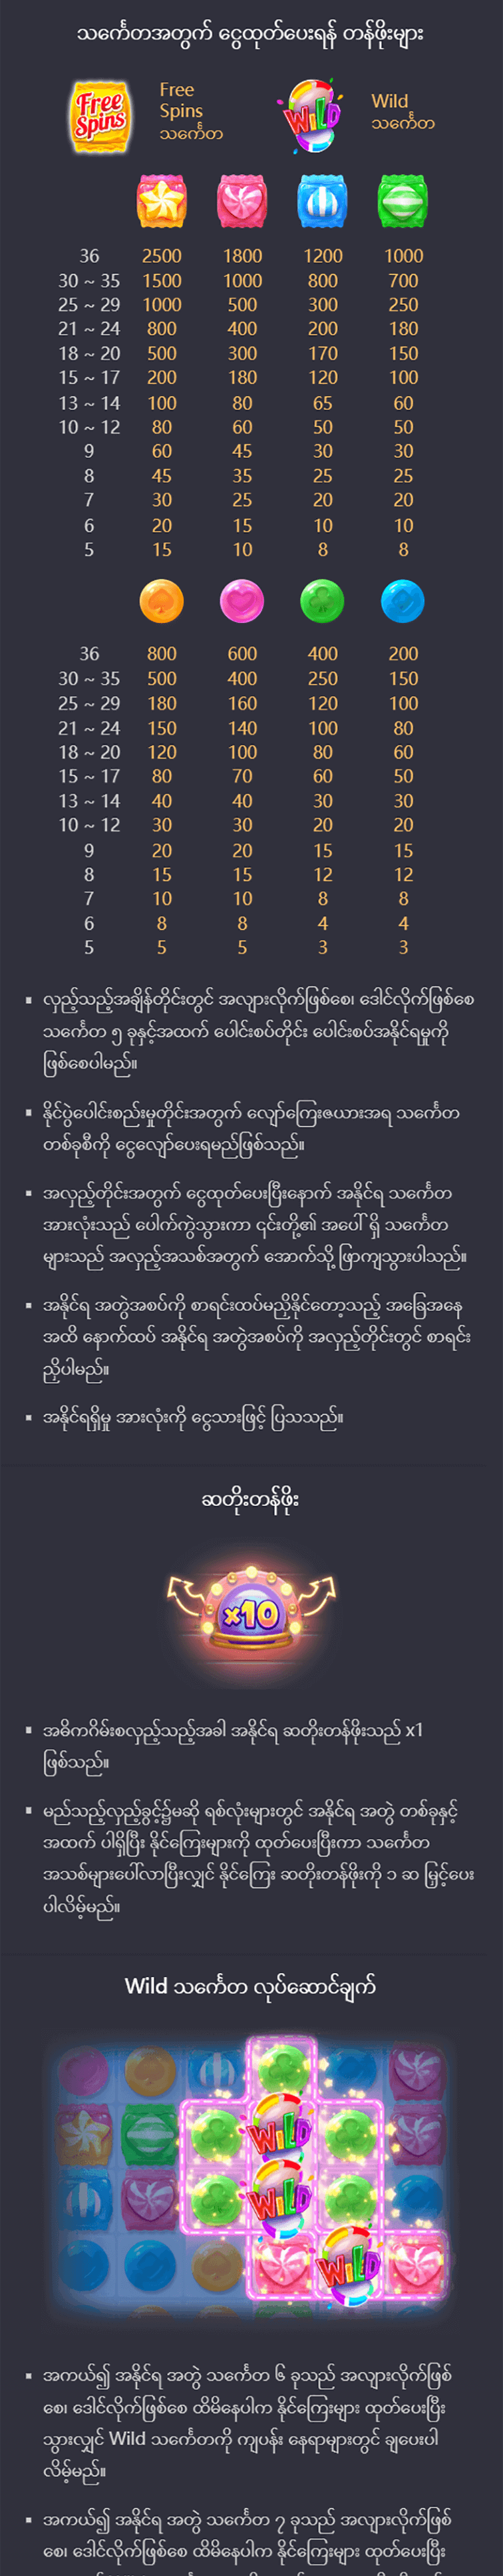 သင်္ကေတအတွက် ငွေထုတ်ပေးရန် တန်ဖိုးများ
Free Spins
Free
Spins
သင်္ကေတ
WILD
Wild
သင်္ကေတ
36 2500 1800 1200 1000
30 ~ 35 1500 1000 800 700
25 ~ 29 1000 500 300 250
21 ~ 24 800 400 200 180
18 ~ 20 500 300 170 150
15 ~ 17 200 180 120 100
13 ~ 14 100 80 65 60
10 ~ 12 80 60 50 50
9 60 45 30 30
8 45 35 25 25
7 30 25 20 20
6 20 15 10 10
5 15 10 8 8
36 800 600 400 200
30 ~ 35 500 400 250 150
25 ~ 29 180 160 120 100
21 ~ 24 150 140 100 80
18 ~ 20 120 100 80 60
15 ~ 17 80 70 60 50
13 ~ 14 40 40 30 30
10 ~ 12 30 30 20 20
9 20 20 15 15
8 15 15 12 12
7 10 10 8 8
6 8 8 4 4
5 5 5 3 3
▪ လှည့်သည့်အချိန်တိုင်းတွင် အလျားလိုက်ဖြစ်စေ၊ ဒေါင်လိုက်ဖြစ်စေ
သင်္ကေတ ၅ ခုနှင့်အထက် ပေါင်းစပ်တိုင်း ပေါင်းစပ်အနိုင်ရမှုကို
ဖြစ်စေပါမည်။
▪ နိုင်ပွဲပေါင်းစည်းမှုတိုင်းအတွက် လျော်ကြေးဇယားအရ သင်္ကေတ
တစ်ခုစီကို ငွေလျော်ပေးရမည်ဖြစ်သည်။
▪ အလှည့်တိုင်းအတွက် ငွေထုတ်ပေးပြီးနောက် အနိုင်ရ သင်္ကေတ
အားလုံးသည် ပေါက်ကွဲသွားကာ ၎င်းတို့၏ အပေါ်ရှိ သင်္ကေတ
များသည် အလှည့်အသစ်အတွက် အောက်သို့ ဖြာကျသွားပါသည်။
▪ အနိုင်ရ အတွဲအစပ်ကို စာရင်းထပ်မညှိနိုင်တော့သည့် အခြေအနေ
အထိ နောက်ထပ် အနိုင်ရ အတွဲအစပ်ကို အလှည့်တိုင်းတွင် စာရင်း
ညှိပါမည်။
▪ အနိုင်ရရှိမှု အားလုံးကို ငွေသားဖြင့် ပြသသည်။
ဆတိုးတန်ဖိုး
x10
▪ အဓိကဂိမ်းစလှည့်သည့်အခါ အနိုင်ရ ဆတိုးတန်ဖိုးသည် x1
ဖြစ်သည်။
▪ မည်သည့်လှည့်ခွင့်၌မဆို ရစ်လုံးများတွင် အနိုင်ရ အတွဲ တစ်ခုနှင့်
အထက် ပါရှိပြီး နိုင်ကြေးများကို ထုတ်ပေးပြီးကာ သင်္ကေတ
အသစ်များပေါ်လာပြီးလျှင် နိုင်ကြေး ဆတိုးတန်ဖိုးကို ၁ ဆ မြှင့်ပေး
ပါလိမ့်မည်။
Wild သင်္ကေတ လုပ်ဆောင်ချက်
WILD
WILD
WILD
▪ အကယ်၍ အနိုင်ရ အတွဲ သင်္ကေတ ၆ ခုသည် အလျားလိုက်ဖြစ်
စေ၊ ဒေါင်လိုက်ဖြစ်စေ ထိမိနေပါက နိုင်ကြေးများ ထုတ်ပေးပြီး
သွားလျှင် Wild သင်္ကေတကို ကျပန်း နေရာများတွင် ချပေးပါ
လိမ့်မည်။
▪ အကယ်၍ အနိုင်ရ အတွဲ သင်္ကေတ ၇ ခုသည် အလျားလိုက်ဖြစ်
စေ၊ ဒေါင်လိုက်ဖြစ်စေ ထိမိနေပါက နိုင်ကြေးများ ထုတ်ပေးပြီး